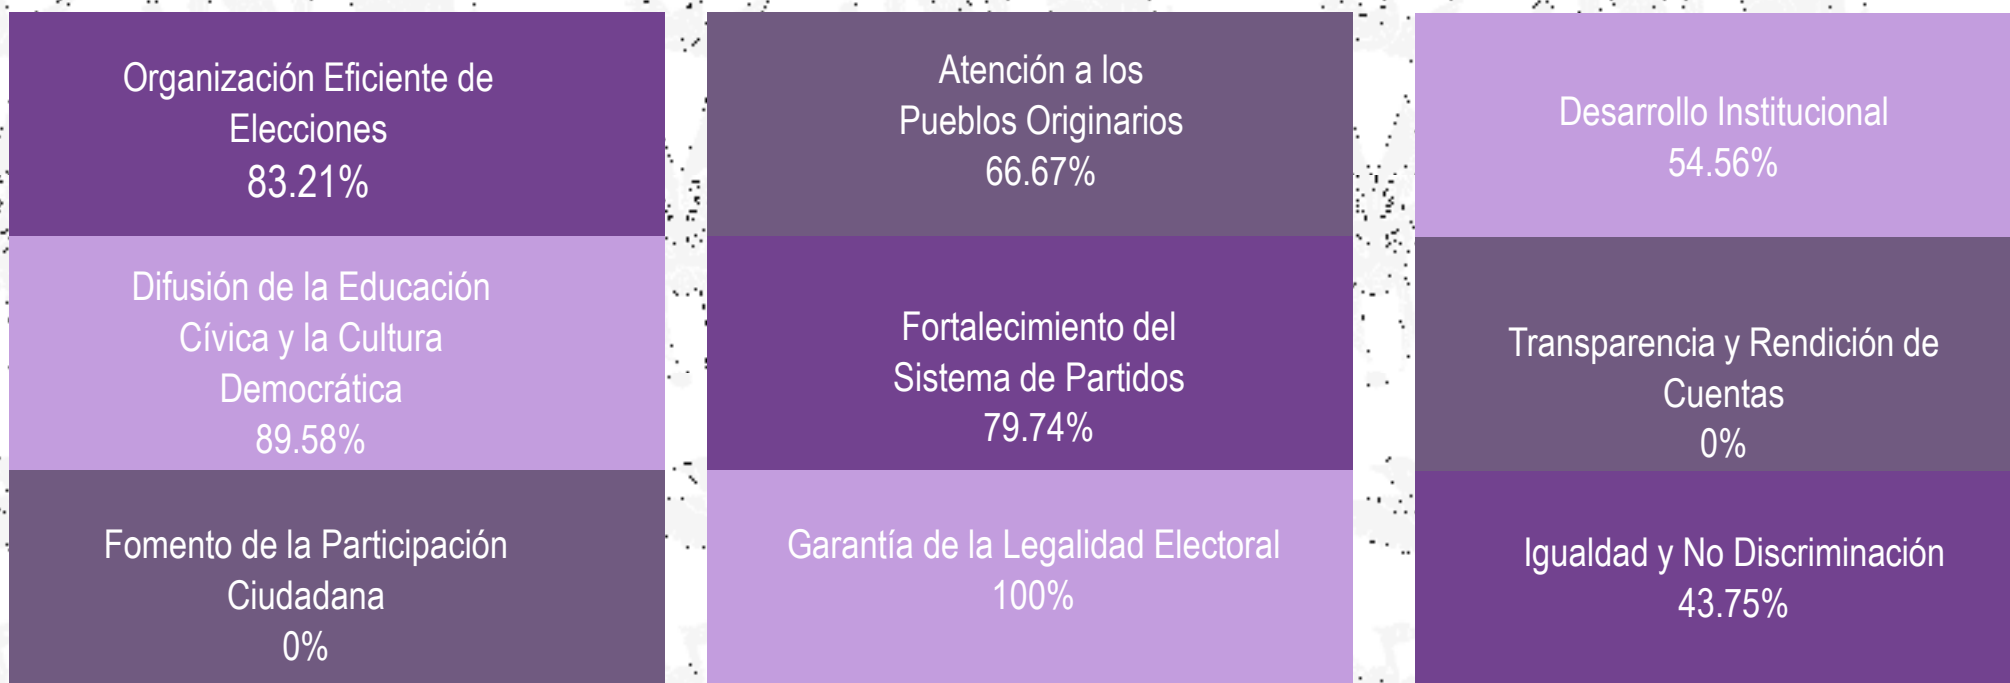 Organización Eficiente de
Elecciones
83.21%
Difusión de la Educación
Cívica y la Cultura
Democrática
89.58%
Fomento de la Participación
Ciudadana
0%
Atención a los
Pueblos Originarios
66.67%
Fortalecimiento del
Sistema de Partidos
79.74%
Garantía de la Legalidad Electoral
100%
Desarrollo Institucional
54.56%
Transparencia y Rendición de
Cuentas
0%
Igualdad y No Discriminación
43.75%